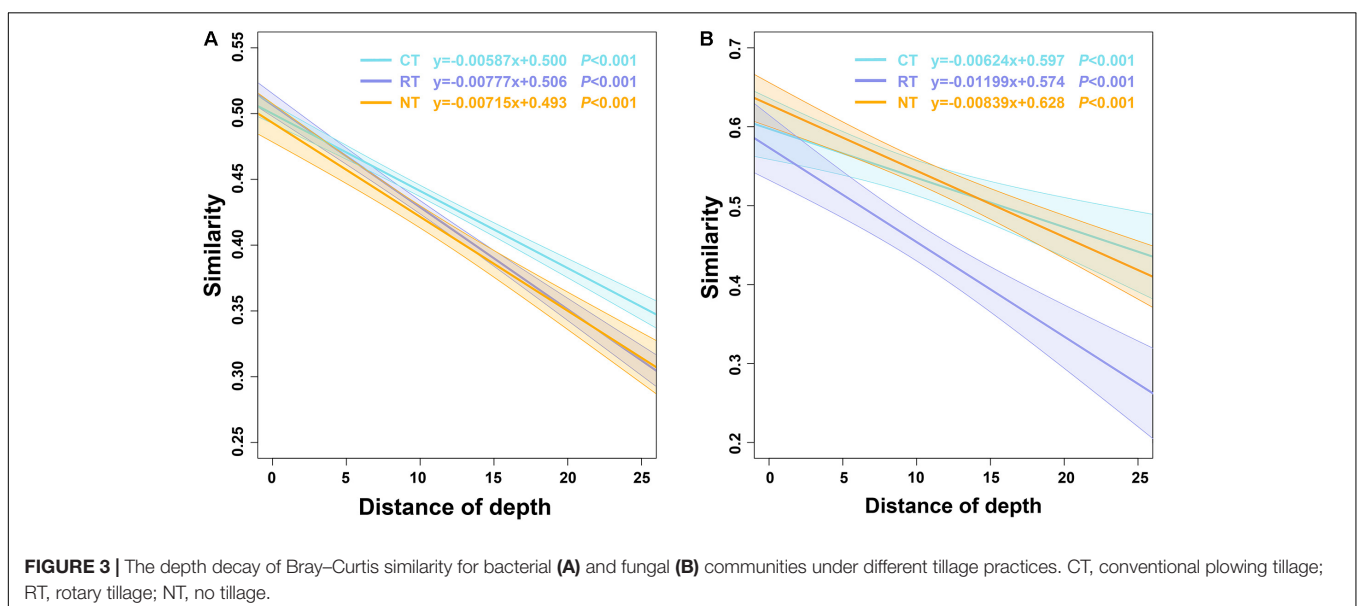 A
CT y=-0.00587x+0.500 P<0.001
RT y=-0.00777x+0.506 P<0.001
NT y=-0.00715x+0.493 P<0.001
0.55
0.50
0.45
0.40
0.35
0.30
0.25
Similarity
0 5 10 15 20 25
Distance of depth
B
CT y=-0.00624x+0.597 P<0.001
RT y=-0.01199x+0.574 P<0.001
NT y=-0.00839x+0.628 P<0.001
0.7
0.6
0.5
0.4
0.3
0.2
Similarity
0 5 10 15 20 25
Distance of depth
FIGURE 3 | The depth decay of Bray–Curtis similarity for bacterial (A) and fungal (B) communities under different tillage practices. CT, conventional plowing tillage;
RT, rotary tillage; NT, no tillage.